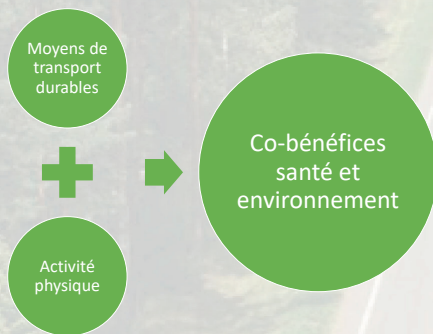 Moyens de
transport
durables
Activité
physique
Co-bénéfices
santé et
environnement